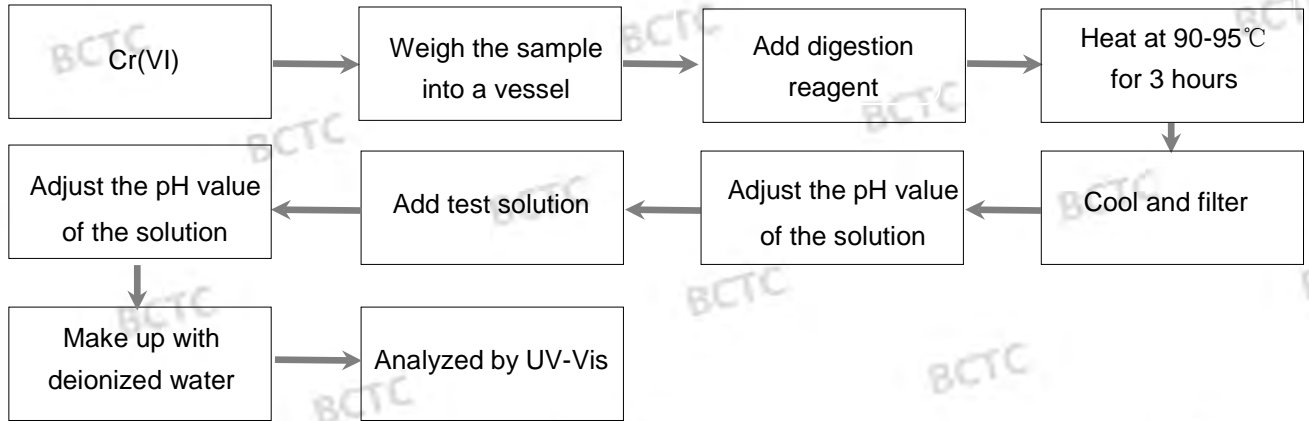 Cr(VI)
Weigh the sample
into a vessel
Add digestion
reagent
Heat at 90-95℃
for 3 hours
Cool and filter
Adjust the pH value
of the solution
Add test solution
Adjust the pH value
of the solution
Make up with
deionized water
Analyzed by UV-Vis
BCTC
BCTC
BCTC
BCTC
BCTC
BCTC
BCTC
BCTC
BCTC
BCTC